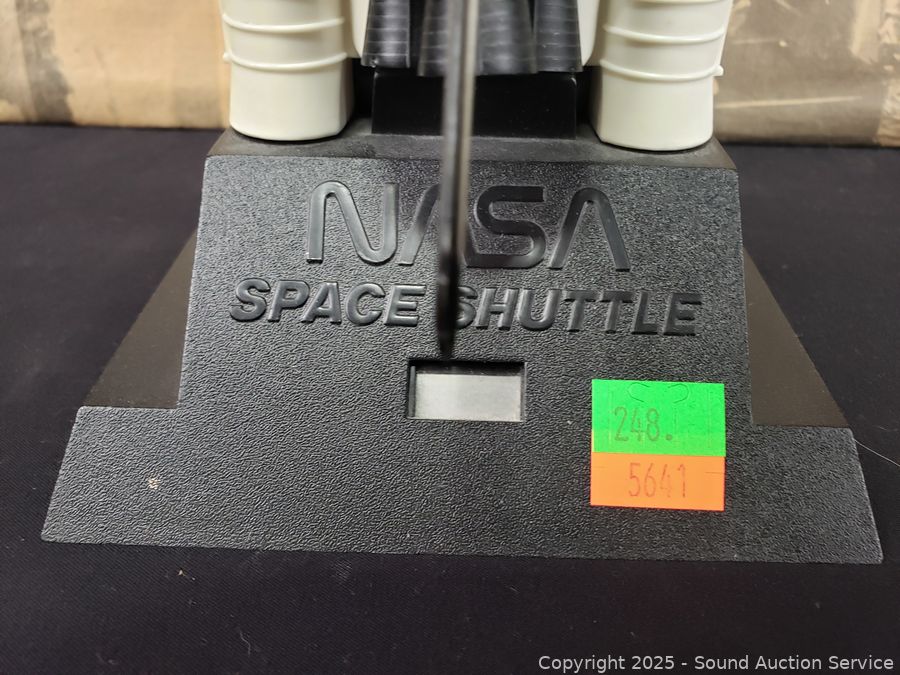 NASA
SPACE SHUTTLE
248.
5641
Copyright © 2025 - Sound Auction Service